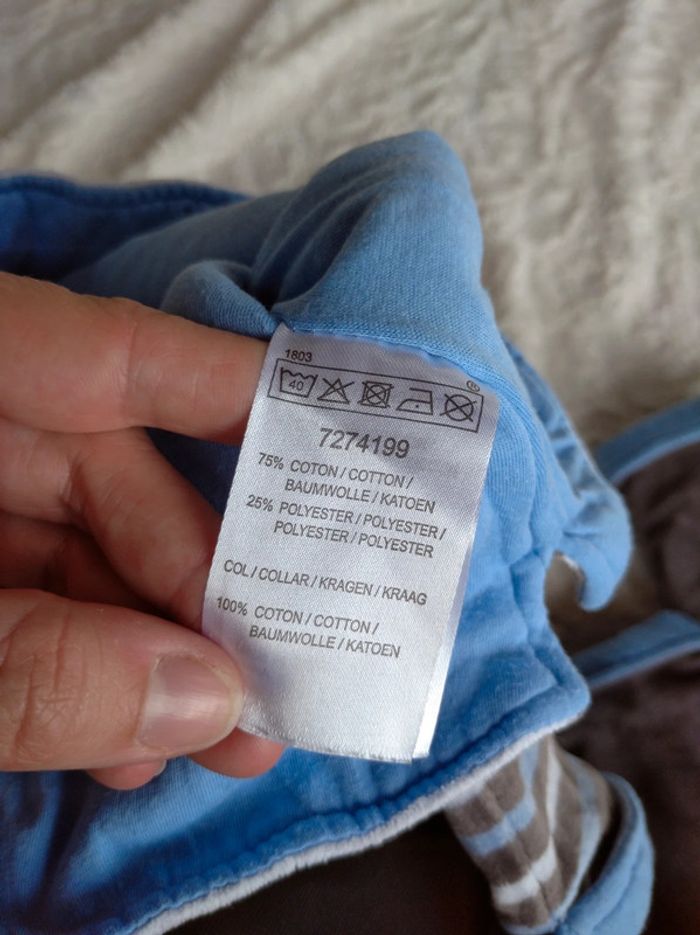 1803
®
40
7274199
75% COTON / COTTON /
BAUMWOLLE / KATOEN
25% POLYESTER / POLYESTER /
POLYESTER / POLYESTER
COL / COLLAR / KRAGEN / KRAAG
100% COTON / COTTON /
BAUMWOLLE / KATOEN